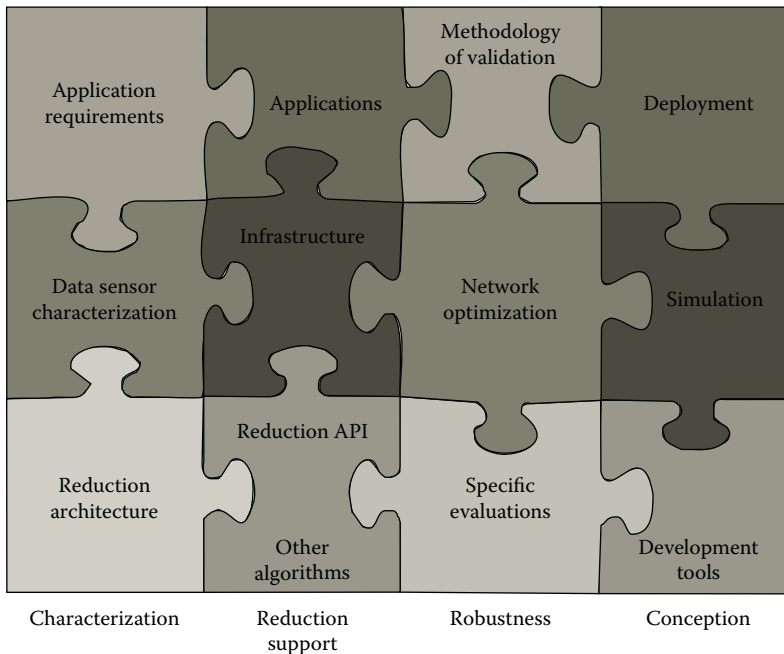 Methodology
of validation
Application
requirements
Applications
Deployment
Infrastructure
Data sensor
characterization
Network
optimization
Simulation
Reduction API
Reduction
architecture
Specific
evaluations
Other
algorithms
Development
tools
Characterization
Reduction
support
Robustness
Conception